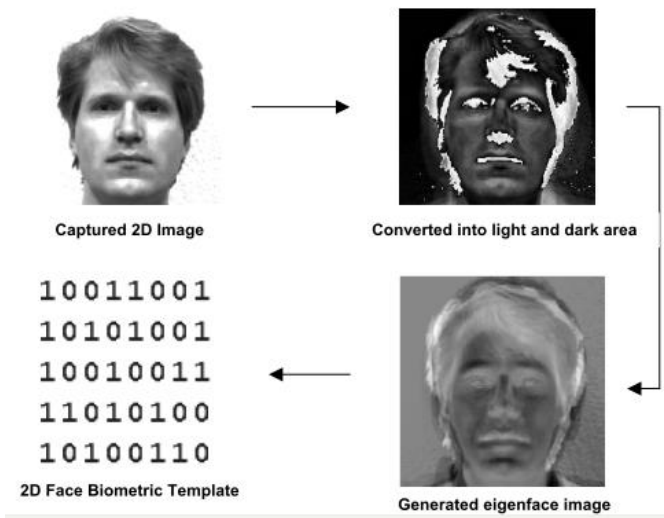 Captured 2D Image
Converted into light and dark area
10011001
10101001
10010011
11010100
10100110
2D Face Biometric Template
Generated eigenface image